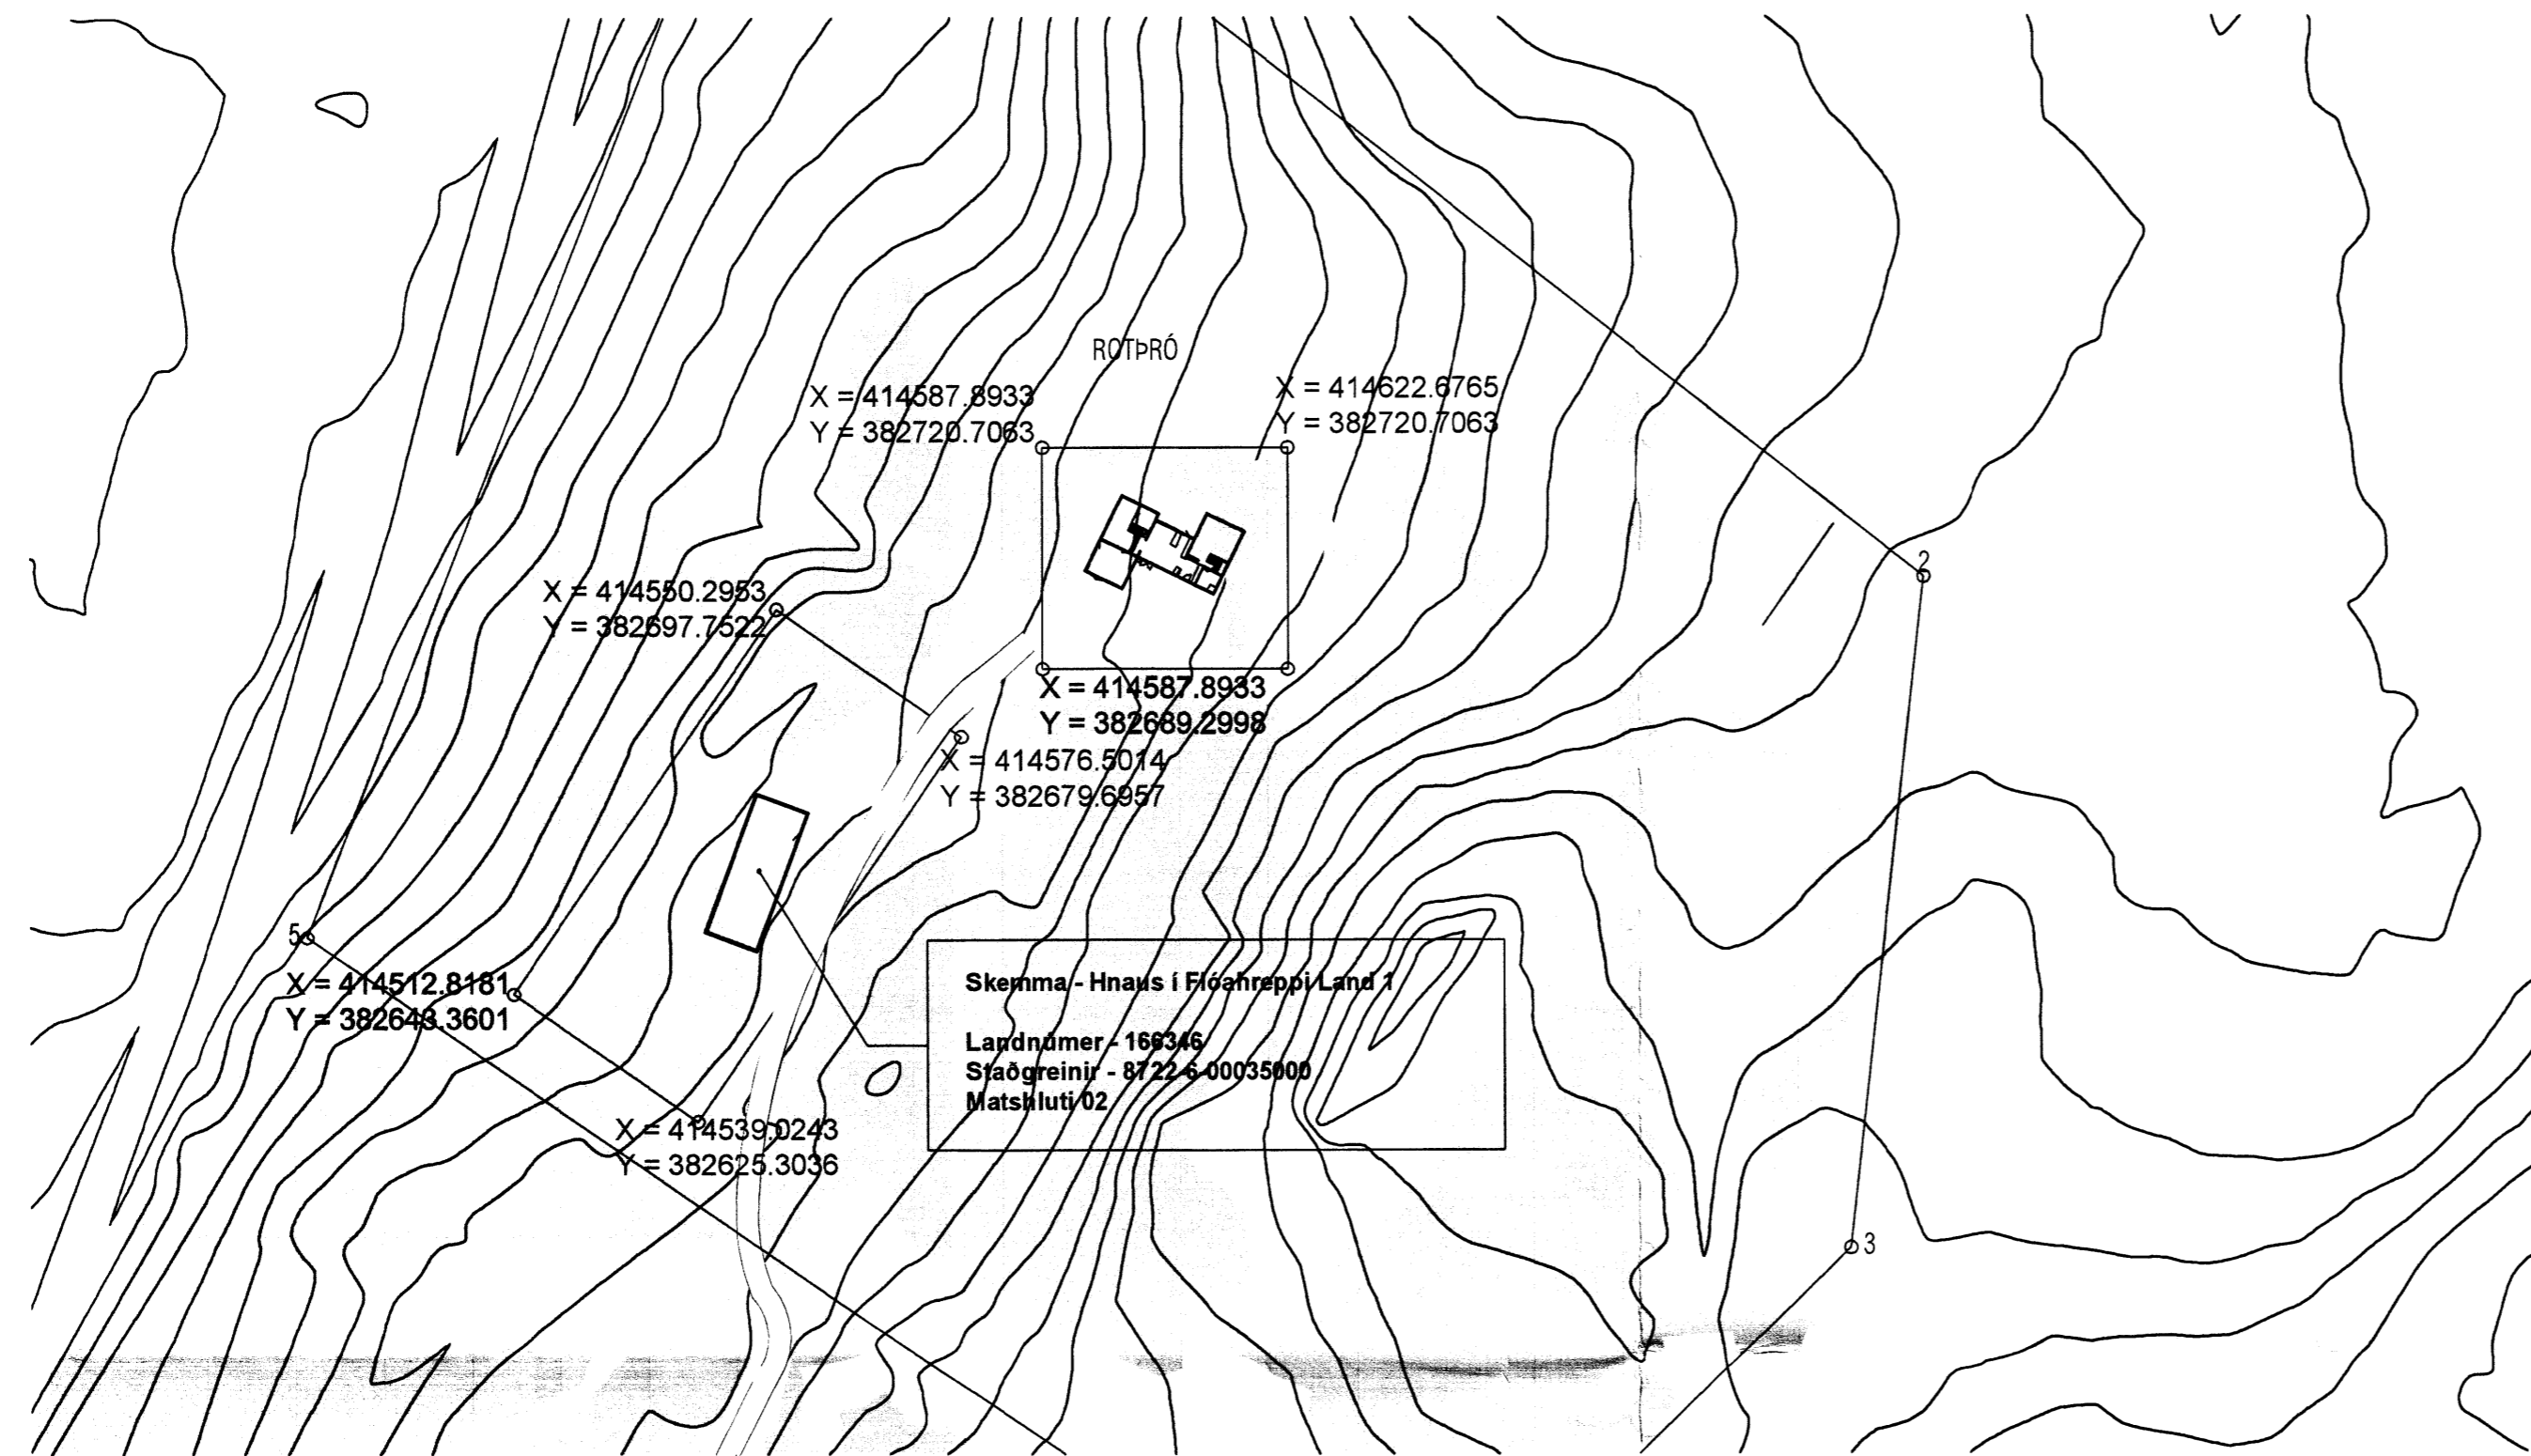 ROTÞRÓ
X = 414587.8933
Y = 382720.7063
X = 414622.6765
Y = 382720.7063
2
X = 414550.2953
Y = 382697.7522
X = 414587.8933
Y = 382689.2998
X = 414576.5014
Y = 382679.6957
5
X = 414512.8181
Y = 382643.3601
Skemma - Hnaus í Flóahreppi Land 1
Landnúmer - 166346
Staðgreinir - 8722-6-00035000
Matshluti 02
X = 414539.0243
Y = 382625.3036
3